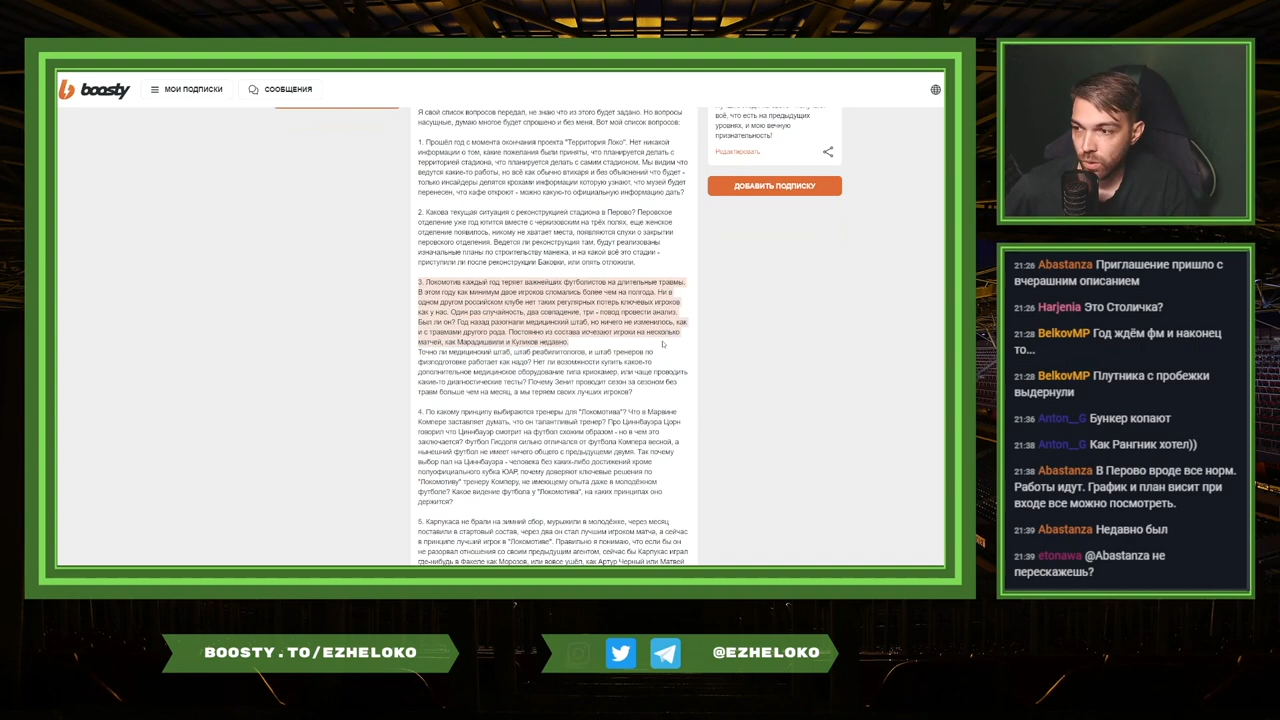 boosty
МОИ ПОДПИСКИ
СООБЩЕНИЯ
Я свой список вопросов передал, не знаю что из этого будет задано. Но вопросы
насущные, думаю многое будет спрошено и без меня. Вот мой список вопросов:
1. Прошёл год с момента окончания проекта "Территория Локо". Нет никакой
информации о том, какие пожелания были приняты, что планируется делать с
территорией стадиона, что планируется делать с самим стадионом. Мы видим что
ведутся какие-то работы, но всё как обычно втихаря и без объяснений что будет -
только инсайдеры делятся крохами информации которую узнают, что музей будет
перенесен, что кафе откроют - можно какую-то официальную информацию дать?
2. Какова текущая ситуация с реконструкцией стадиона в Перово? Перовское
отделение уже год ютится вместе с черкизовским на трёх полях, еще женское
отделение появилось, никому не хватает места, появляются слухи о закрытии
перовского отделения. Ведется ли реконструкция там, будут реализованы
изначальные планы по строительству манежа, и на какой всё это стадии -
приступили ли после реконструкции Баковки, или опять отложили.
3. Локомотив каждый год теряет важнейших футболистов на длительные травмы.
В этом году как минимум двое игроков сломались более чем на полгода. Ни в
одном другом российском клубе нет таких регулярных потерь ключевых игроков
как у нас. Один раз случайность, два совпадение, три - повод провести анализ.
Был ли он? Год назад разогнали медицинский штаб, но ничего не изменилось, как
и с травмами другого рода. Постоянно из состава исчезают игроки на несколько
матчей, как Марадишвили и Куликов недавно.
Точно ли медицинский штаб, штаб реабилитологов, и штаб тренеров по
физподготовке работает как надо? Нет ли возможности купить какое-то
дополнительное медицинское оборудование типа криокамер, или чаще проводить
какие-то диагностические тесты? Почему Зенит проводит сезон за сезоном без
травм больше чем на месяц, а мы теряем своих лучших игроков?
4. По какому принципу выбираются тренеры для "Локомотива"? Что в Марвине
Компере заставляет думать, что он талантливый тренер? Про Циннбауэра Цорн
говорил что Циннбауэр смотрит на футбол схожим образом - но в чем это
заключается? Футбол Гисдоля сильно отличался от футбола Компера весной, а
нынешний футбол не имеет ничего общего с предыдущеми двумя. Так почему
выбор пал на Циннбауэра - человека без каких-либо достижений кроме
полуофициального кубка ЮАР, почему доверяют ключевые решения по
"Локомотиву" тренеру Комперу, не имеющему опыта даже в молодёжном
футболе? Какое видение футбола у "Локомотива", на каких принципах оно
держится?
5. Карпукаса не брали на зимний сбор, мурыжили в молодёжке, через месяц
поставили в стартовый состав, через два он стал лучшим игроком матча, а сейчас
в принципе лучший игрок в "Локомотиве". Правильно я понимаю, что если бы он
не разорвал отношения со своим предыдущим агентом, сейчас бы Карпукас играл
где-нибудь в Факеле как Морозов, или вовсе ушёл, как Артур Черный или Матвей
всё, что есть на предыдущих
уровнях, и мою вечную
признательность!
Редактировать
ДОБАВИТЬ ПОДПИСКУ
21:26 Abastanza Приглашение пришло с
вчерашним описанием
21:26 Harjenia Это Столичка?
21:28 BelkovMP Год ждём фм и наконец
то...
21:28 BelkovMP Плутника с пробежки
выдернули
21:36 Anton__G Бункер копают
21:38 Anton__G Как Рангник хотел))
21:38 Abastanza В Перово вроде все норм.
Работы идут. График и план висит при
входе все можно посмотреть.
21:39 Abastanza Недавно был
21:39 etonawa @Abastanza не
перескажешь?
BOOSTY.TO/EZHELOKO
@EZHELOKO